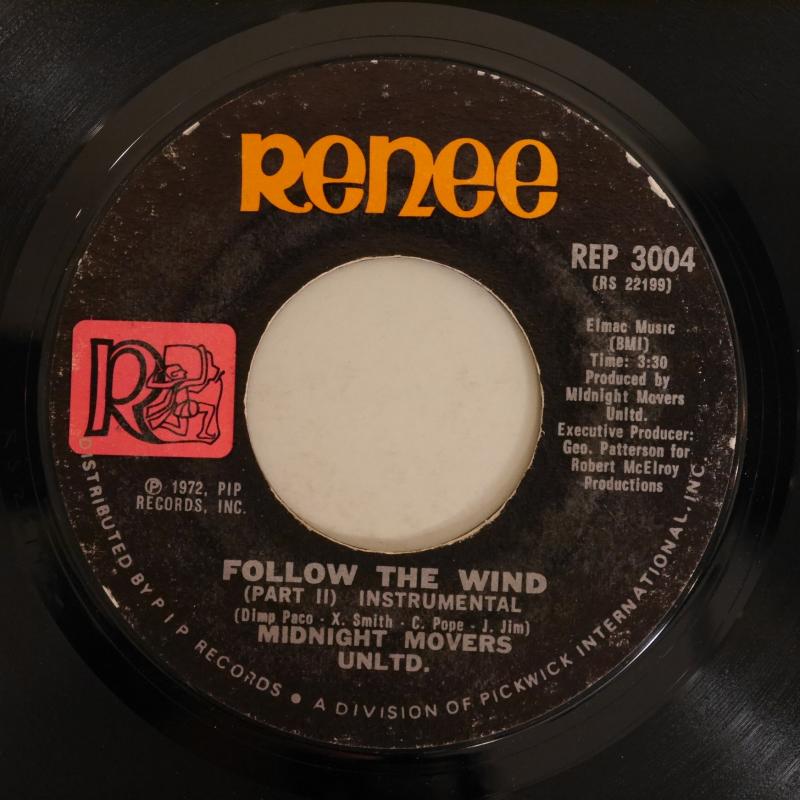 Renee
REP 3004
(RS 22199)
Elmac Music
(BMI)
Time: 3:30
Produced by
Midnight Movers
Unltd.
Executive Producer:
Geo. Patterson for
Robert McElroy
Productions
R
℗ 1972, PIP
RECORDS, INC.
FOLLOW THE WIND
(PART II) INSTRUMENTAL
(Dimp Paco - X. Smith - C. Pope - J. Jim)
MIDNIGHT MOVERS
UNLTD.
DISTRIBUTED BY P I P RECORDS ● A DIVISION OF PICKWICK INTERNATIONAL, INC.